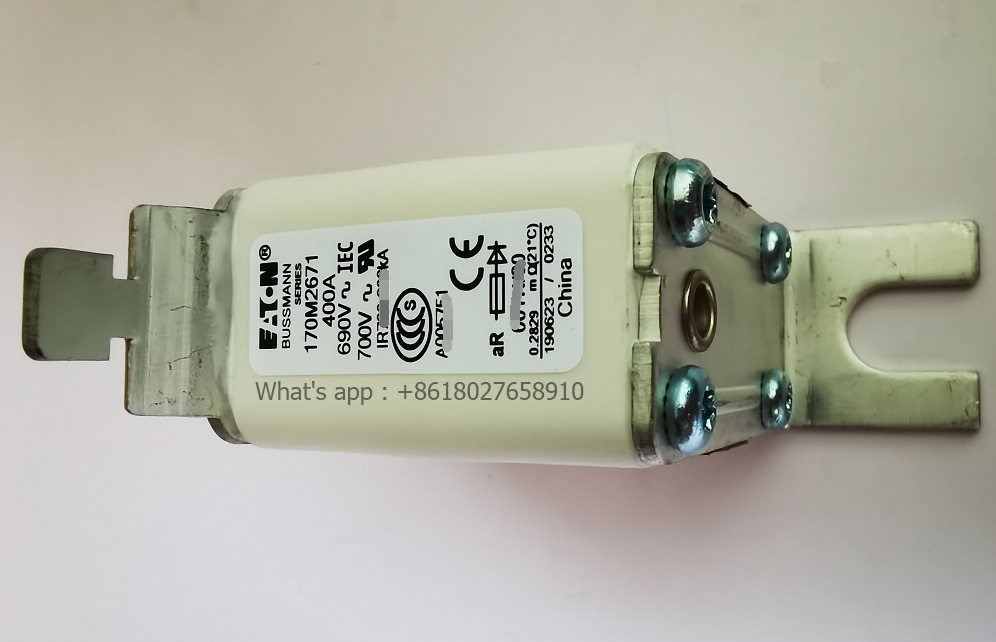 EATON®
BUSSMANN
SERIES
170M2671
400A
690V~ IEC
700V~
S
CE
aR
0.2829 mΩ(21°C)
190623 / 0233
China
What's app：+8618027658910